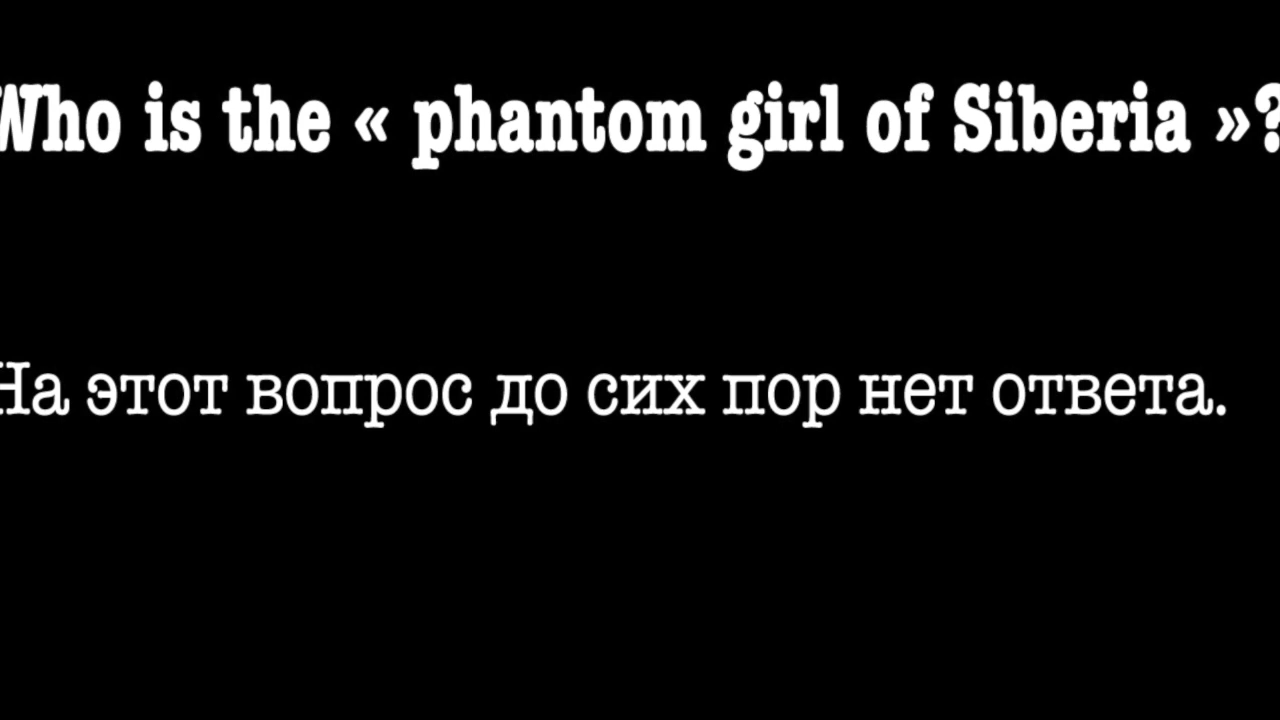 Who is the « phantom girl of Siberia »?
На этот вопрос до сих пор нет ответа.